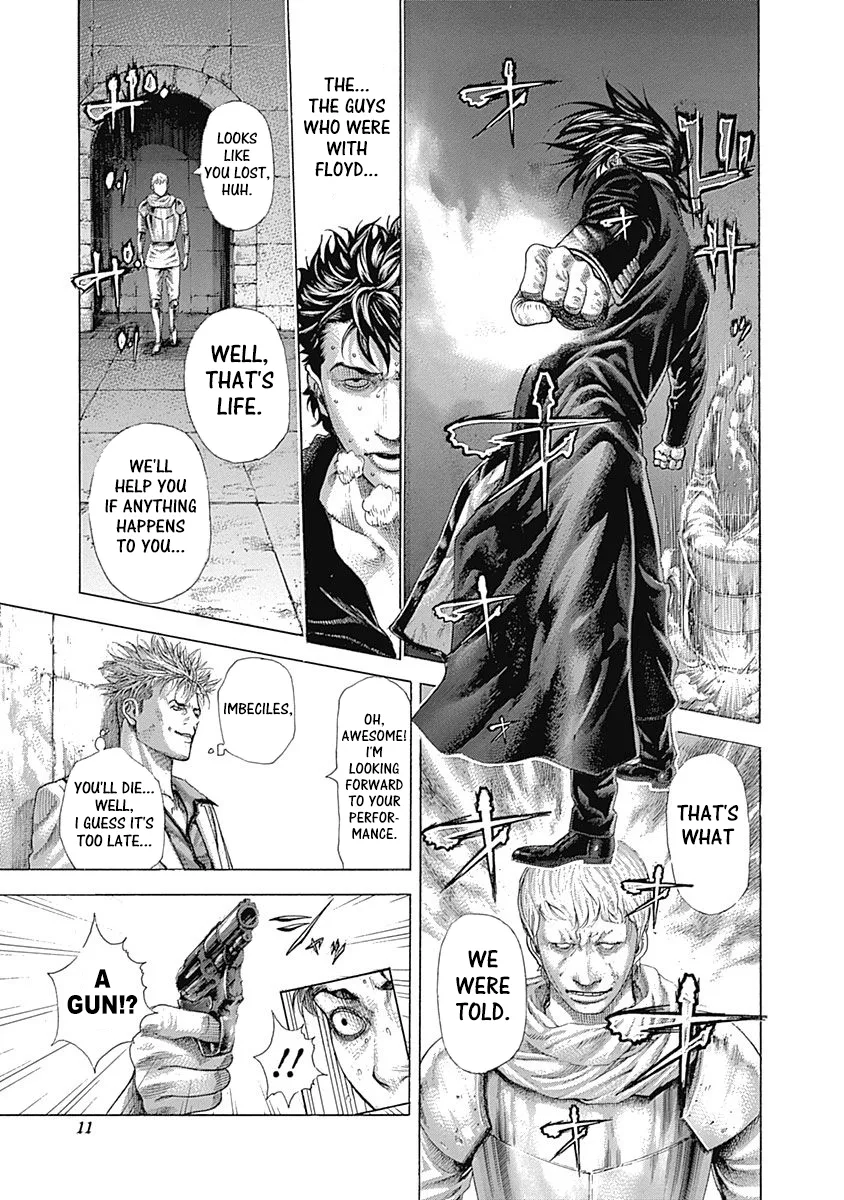 THE...
THE GUYS
WHO WERE
WITH
FLOYD...
LOOKS
LIKE
YOU LOST,
HUH.
WELL,
THAT'S
LIFE.
WE'LL
HELP YOU
IF ANYTHING
HAPPENS
TO YOU...
THAT'S
WHAT
WE
WERE
TOLD.
OH,
AWESOME!
I'M
LOOKING
FORWARD
TO YOUR
PERFOR-
MANCE.
IMBECILES,
YOU'LL DIE...
WELL,
I GUESS IT'S
TOO LATE...
!!
A
GUN!?
11